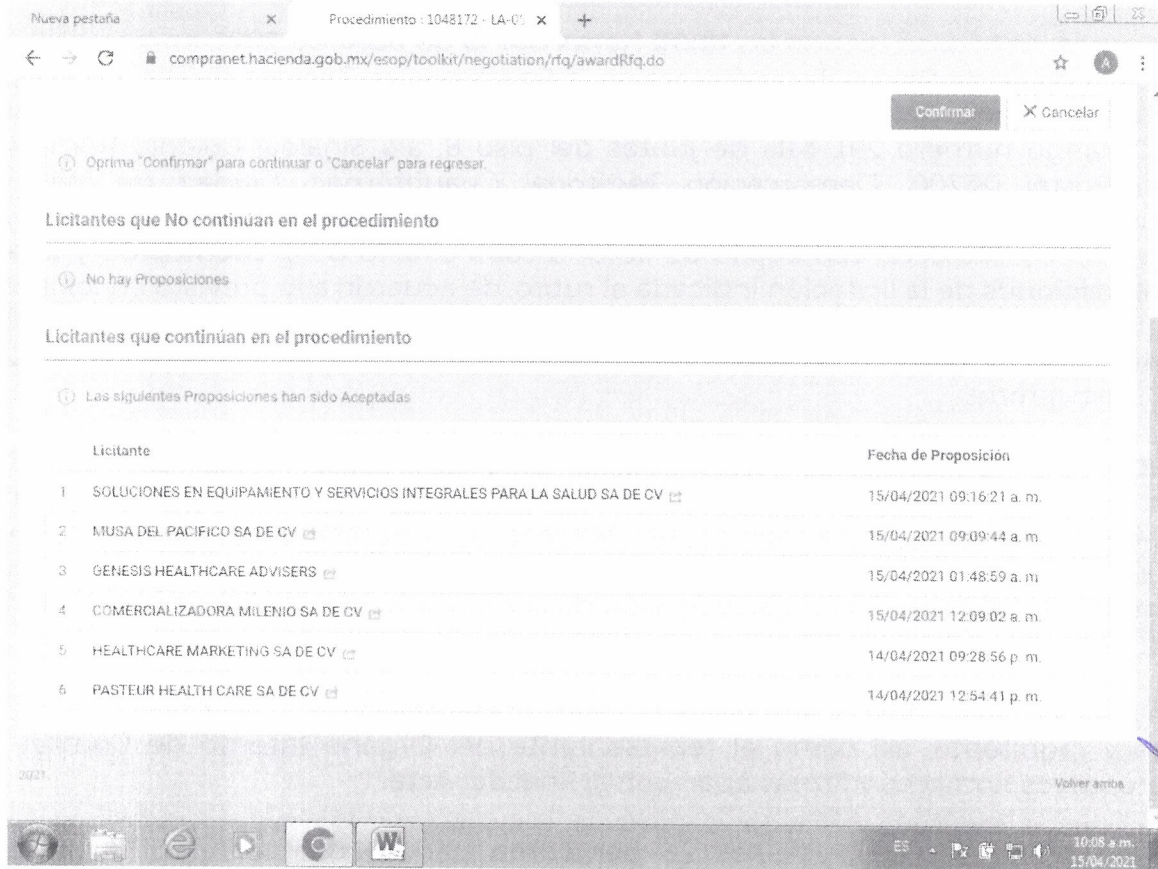 Nueva pestaña
Procedimiento : 1048172 - LA-05
compranet.hacienda.gob.mx/esop/toolkit/negotiation/rfq/awardRfq.do
A
Confirmar
Cancelar
Oprima "Confirmar" para continuar o "Cancelar" para regresar.
Licitantes que No continúan en el procedimiento
No hay Proposiciones
Licitantes que continúan en el procedimiento
Las siguientes Proposiciones han sido Aceptadas
Licitante Fecha de Proposición
1 SOLUCIONES EN EQUIPAMIENTO Y SERVICIOS INTEGRALES PARA LA SALUD SA DE CV 15/04/2021 09:16:21 a. m.
2 MUSA DEL PACIFICO SA DE CV 15/04/2021 09:09:44 a. m.
3 GENESIS HEALTHCARE ADVISERS 15/04/2021 01:48:59 a. m.
4 COMERCIALIZADORA MILENIO SA DE CV 15/04/2021 12:09:02 a. m.
5 HEALTHCARE MARKETING SA DE CV 14/04/2021 09:28:56 p. m.
6 PASTEUR HEALTH CARE SA DE CV 14/04/2021 12:54:41 p. m.
2021
Volver arriba
W
ES 10:08 a.m.
15/04/2021